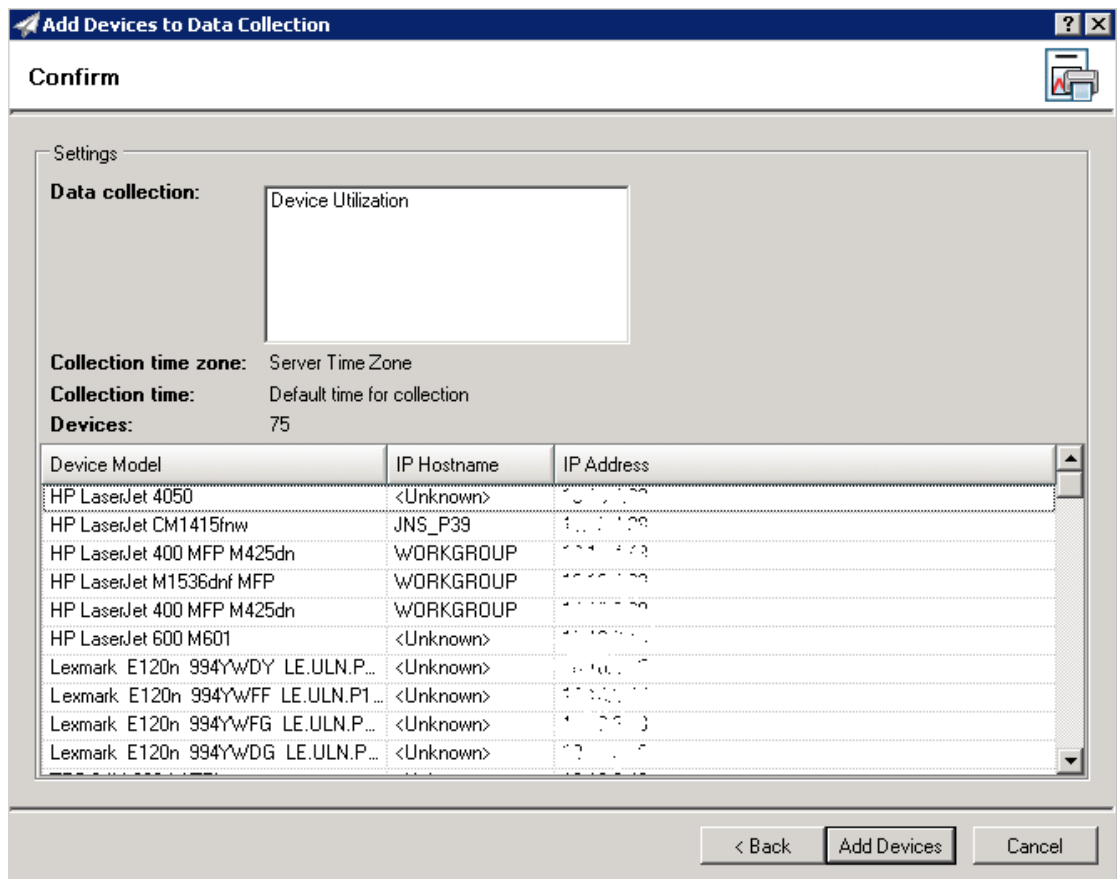 Add Devices to Data Collection
Confirm
Settings
Data collection:
Device Utilization
Collection time zone: Server Time Zone
Collection time: Default time for collection
Devices: 75
Device Model IP Hostname IP Address
HP LaserJet 4050 <Unknown>
HP LaserJet CM1415fnw JNS_P39
HP LaserJet 400 MFP M425dn WORKGROUP
HP LaserJet M1536dnf MFP WORKGROUP
HP LaserJet 400 MFP M425dn WORKGROUP
HP LaserJet 600 M601 <Unknown>
Lexmark E120n 994YWDY LE.ULN.P... <Unknown>
Lexmark E120n 994YWFF LE.ULN.P1... <Unknown>
Lexmark E120n 994YWFG LE.ULN.P... <Unknown>
Lexmark E120n 994YWDG LE.ULN.P... <Unknown>
< Back Add Devices Cancel